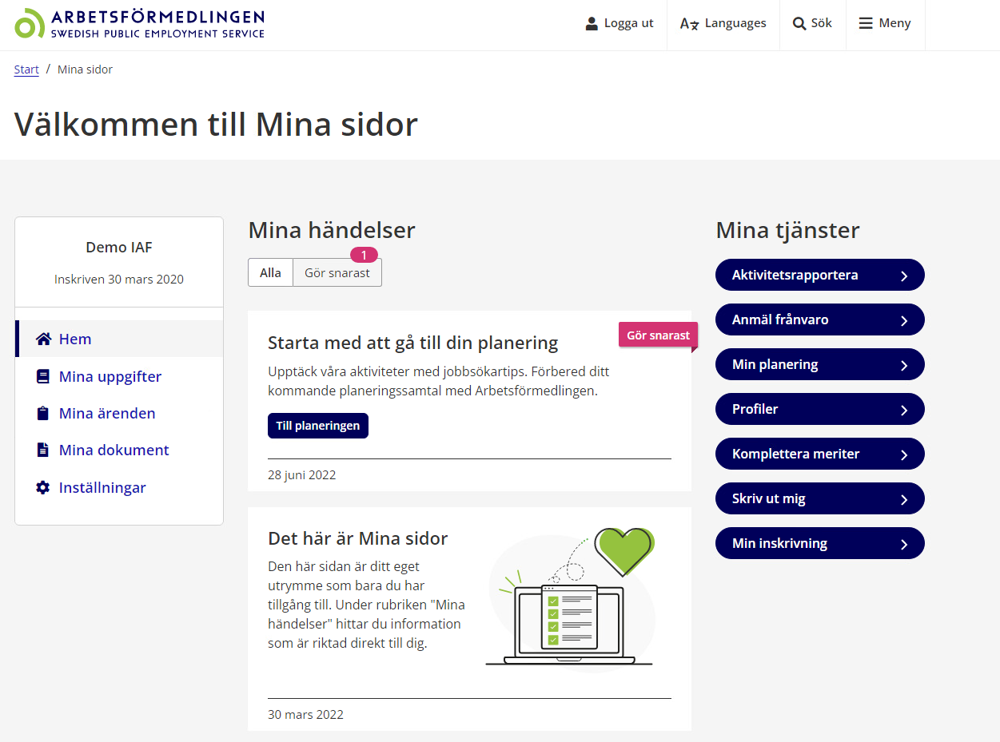 ARBETSFÖRMEDLINGEN
SWEDISH PUBLIC EMPLOYMENT SERVICE
Logga ut
Languages
Sök
Meny
Start / Mina sidor
Välkommen till Mina sidor
Demo IAF
Inskriven 30 mars 2020
Hem
Mina uppgifter
Mina ärenden
Mina dokument
Inställningar
Mina händelser
1
Alla
Gör snarast
Gör snarast
Starta med att gå till din planering
Upptäck våra aktiviteter med jobbsökartips. Förbered ditt
kommande planeringssamtal med Arbetsförmedlingen.
Till planeringen
28 juni 2022
Det här är Mina sidor
Den här sidan är ditt eget
utrymme som bara du har
tillgång till. Under rubriken "Mina
händelser" hittar du information
som är riktad direkt till dig.
30 mars 2022
Mina tjänster
Aktivitetsrapportera
Anmäl frånvaro
Min planering
Profiler
Komplettera meriter
Skriv ut mig
Min inskrivning